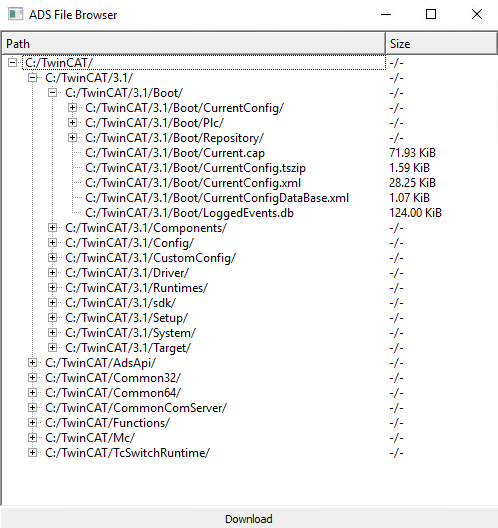 ADS File Browser
Path Size
C:/TwinCAT/ -/-
C:/TwinCAT/3.1/ -/-
C:/TwinCAT/3.1/Boot/ -/-
C:/TwinCAT/3.1/Boot/CurrentConfig/ -/-
C:/TwinCAT/3.1/Boot/Plc/ -/-
C:/TwinCAT/3.1/Boot/Repository/ -/-
C:/TwinCAT/3.1/Boot/Current.cap 71.93 KiB
C:/TwinCAT/3.1/Boot/CurrentConfig.tszip 1.59 KiB
C:/TwinCAT/3.1/Boot/CurrentConfig.xml 28.25 KiB
C:/TwinCAT/3.1/Boot/CurrentConfigDataBase.xml 1.07 KiB
C:/TwinCAT/3.1/Boot/LoggedEvents.db 124.00 KiB
C:/TwinCAT/3.1/Components/ -/-
C:/TwinCAT/3.1/Config/ -/-
C:/TwinCAT/3.1/CustomConfig/ -/-
C:/TwinCAT/3.1/Driver/ -/-
C:/TwinCAT/3.1/Runtimes/ -/-
C:/TwinCAT/3.1/sdk/ -/-
C:/TwinCAT/3.1/Setup/ -/-
C:/TwinCAT/3.1/System/ -/-
C:/TwinCAT/3.1/Target/ -/-
C:/TwinCAT/AdsApi/ -/-
C:/TwinCAT/Common32/ -/-
C:/TwinCAT/Common64/ -/-
C:/TwinCAT/CommonComServer/ -/-
C:/TwinCAT/Functions/ -/-
C:/TwinCAT/Mc/ -/-
C:/TwinCAT/TcSwitchRuntime/ -/-
Download